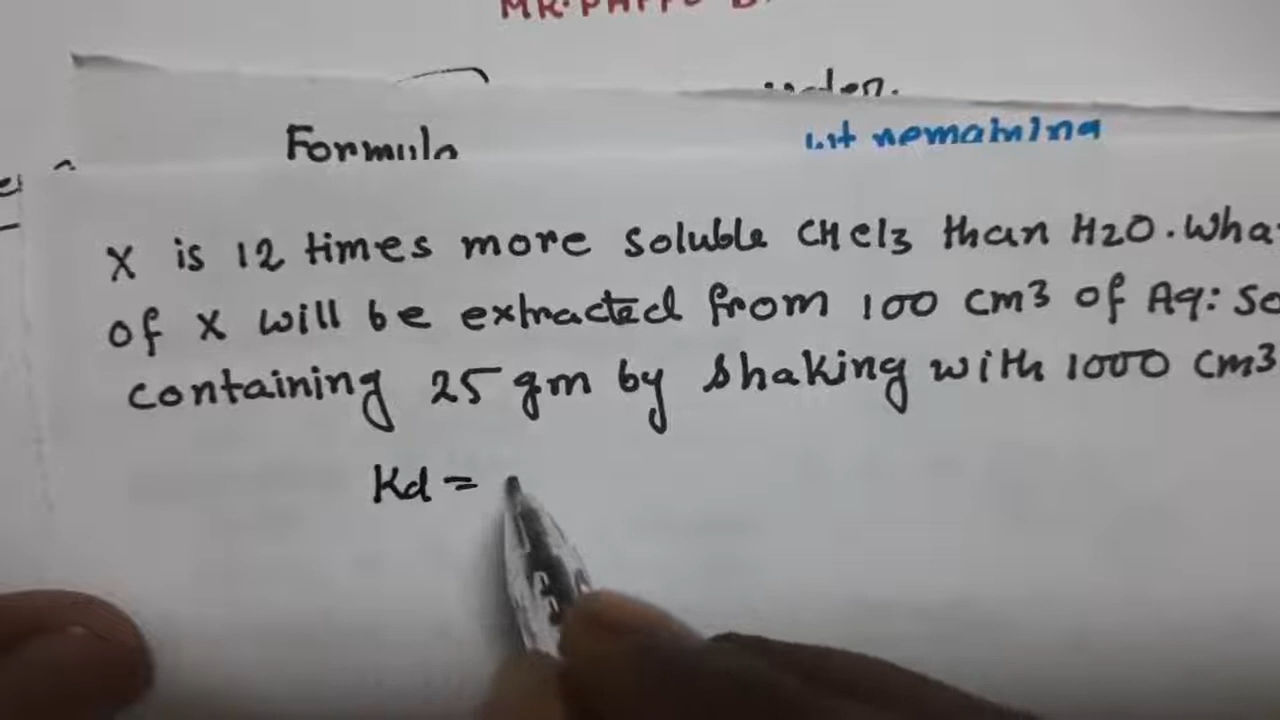 Formula
nemaining
X is 12 times more soluble CHCl3 than H2O. Wha
of X will be extracted from 100 cm3 of Aq: so
containing 25 gm by shaking with 1000 cm3
Kd =